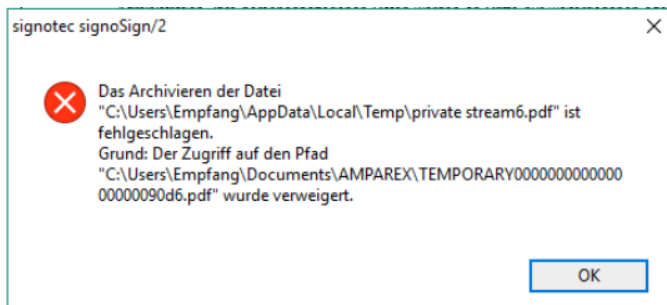 signotec signoSign/2
Das Archivieren der Datei
"C:\Users\Empfang\AppData\Local\Temp\private stream6.pdf" ist
fehlgeschlagen.
Grund: Der Zugriff auf den Pfad
"C:\Users\Empfang\Documents\AMPAREX\TEMPORARY0000000000000
00000090d6.pdf" wurde verweigert.
OK